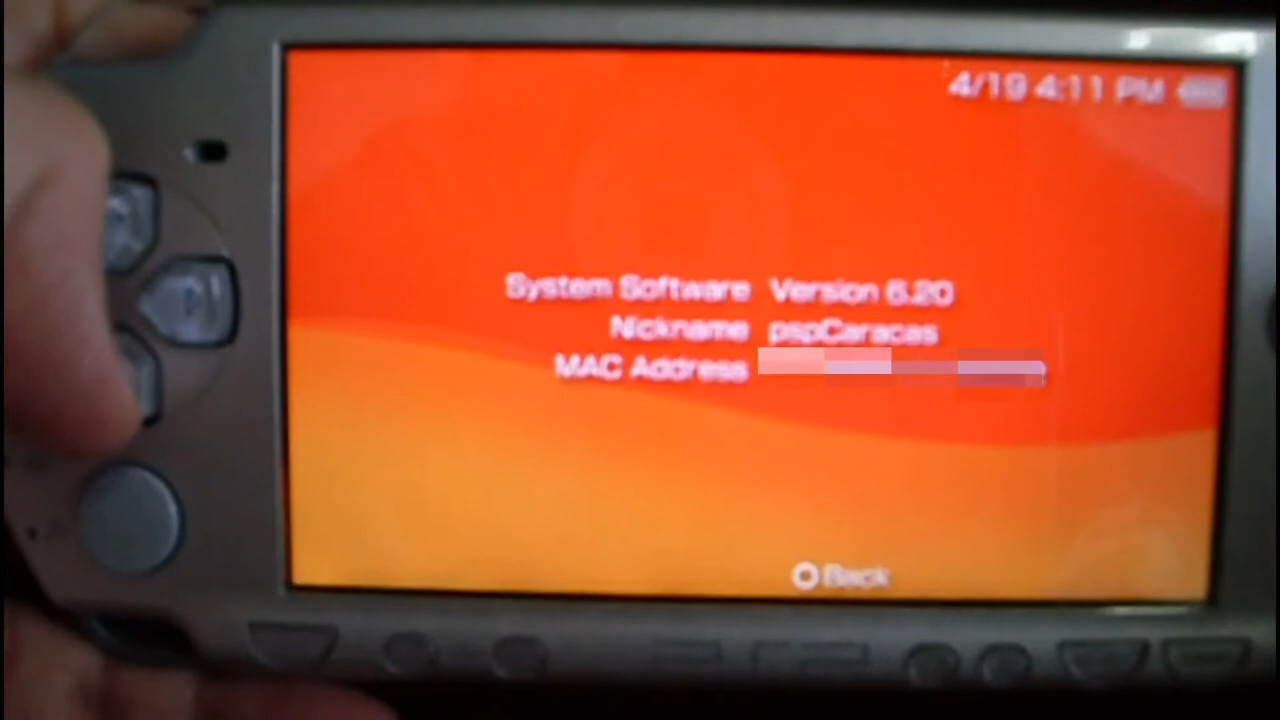 4/19 4:11 PM
System Software Version 6.20
Nickname pspCaracas
MAC Address
Back